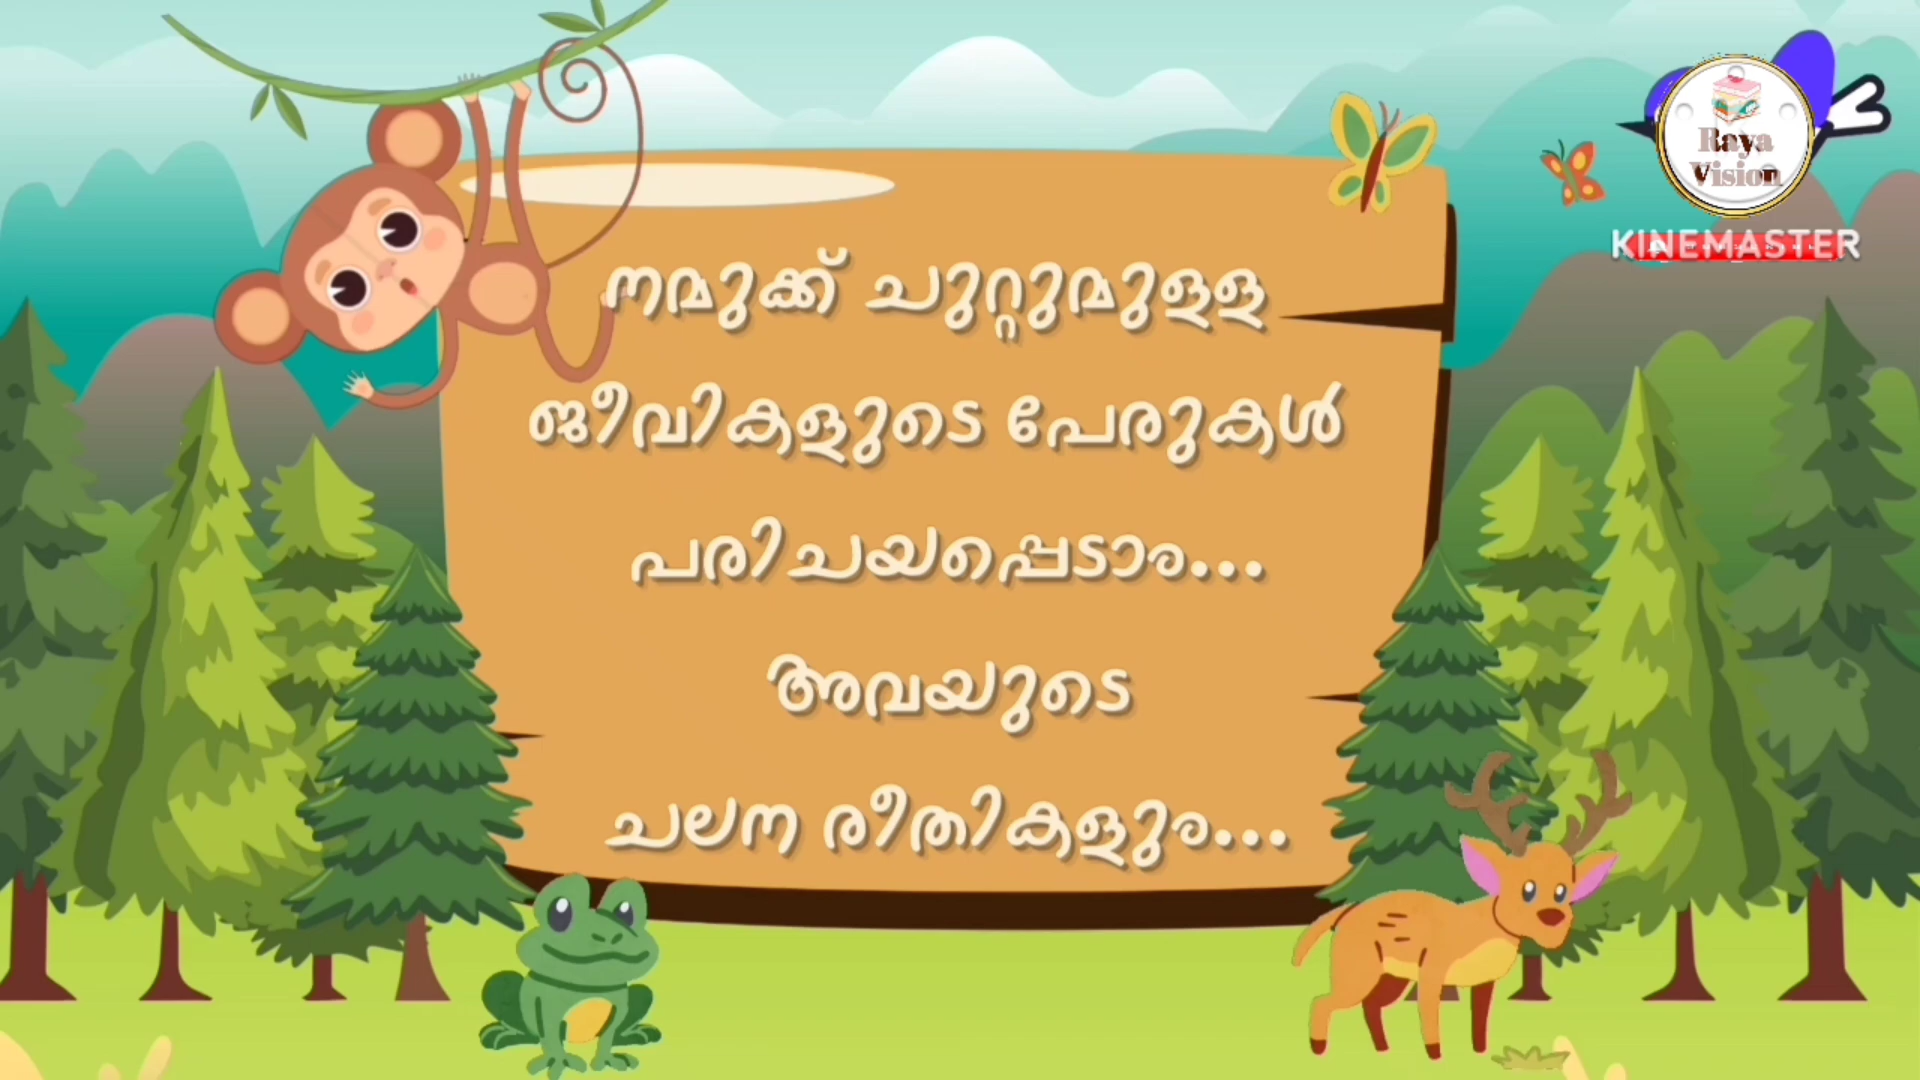 നമുക്ക് ചുറ്റുമുള്ള
ജീവികളുടെ പേരുകൾ
പരിചയപ്പെടാം...
അവയുടെ
ചലന രീതികളും...
Raya
Vision
KINEMASTER